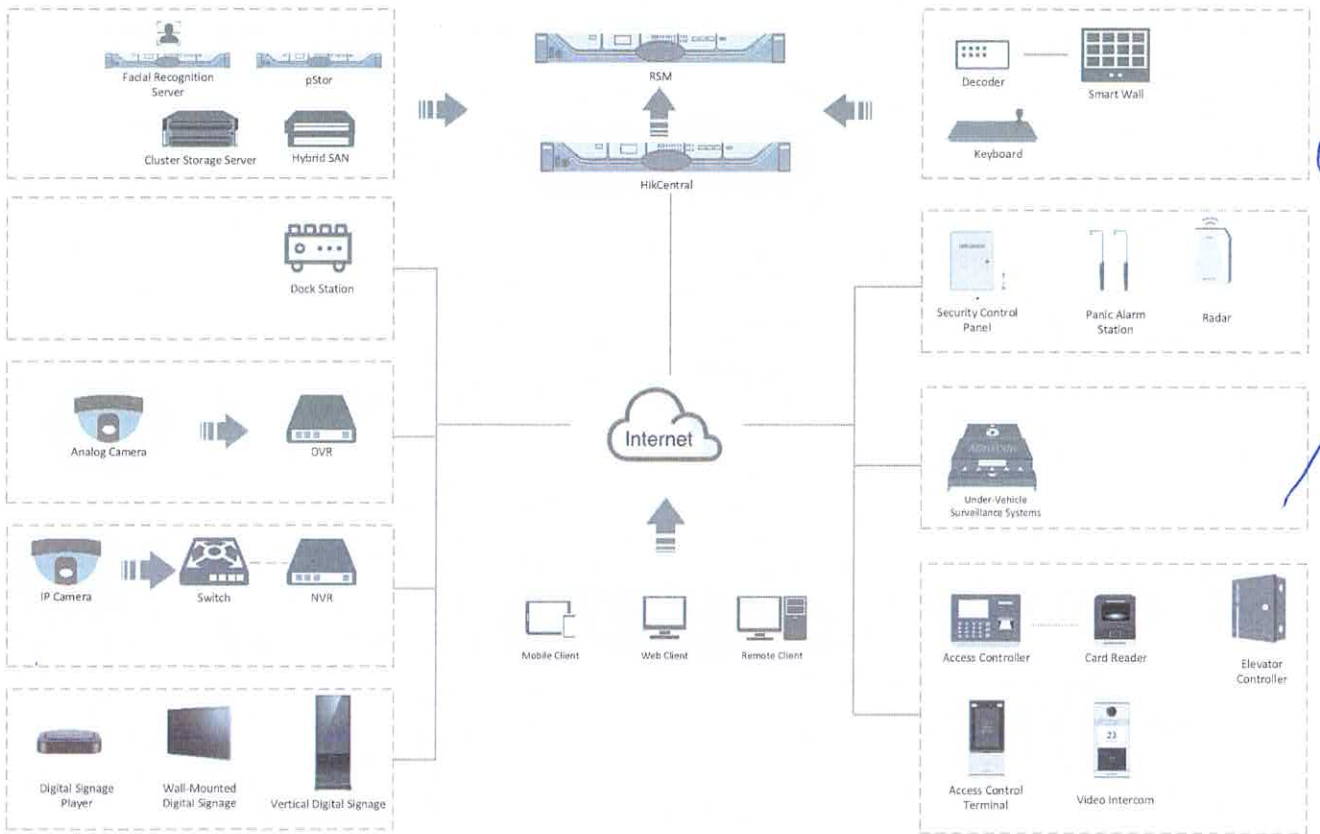 Facial Recognition
Server
pStor
Cluster Storage Server
Hybrid SAN
RSM
HikCentral
Decoder
Smart Wall
Keyboard
Dock Station
Security Control
Panel
Panic Alarm
Station
Radar
Analog Camera
DVR
Internet
Under-Vehicle
Surveillance Systems
IP Camera
Switch
NVR
Mobile Client
Web Client
Remote Client
Access Controller
Card Reader
Elevator
Controller
Digital Signage
Player
Wall-Mounted
Digital Signage
Vertical Digital Signage
Access Control
Terminal
23
Video Intercom